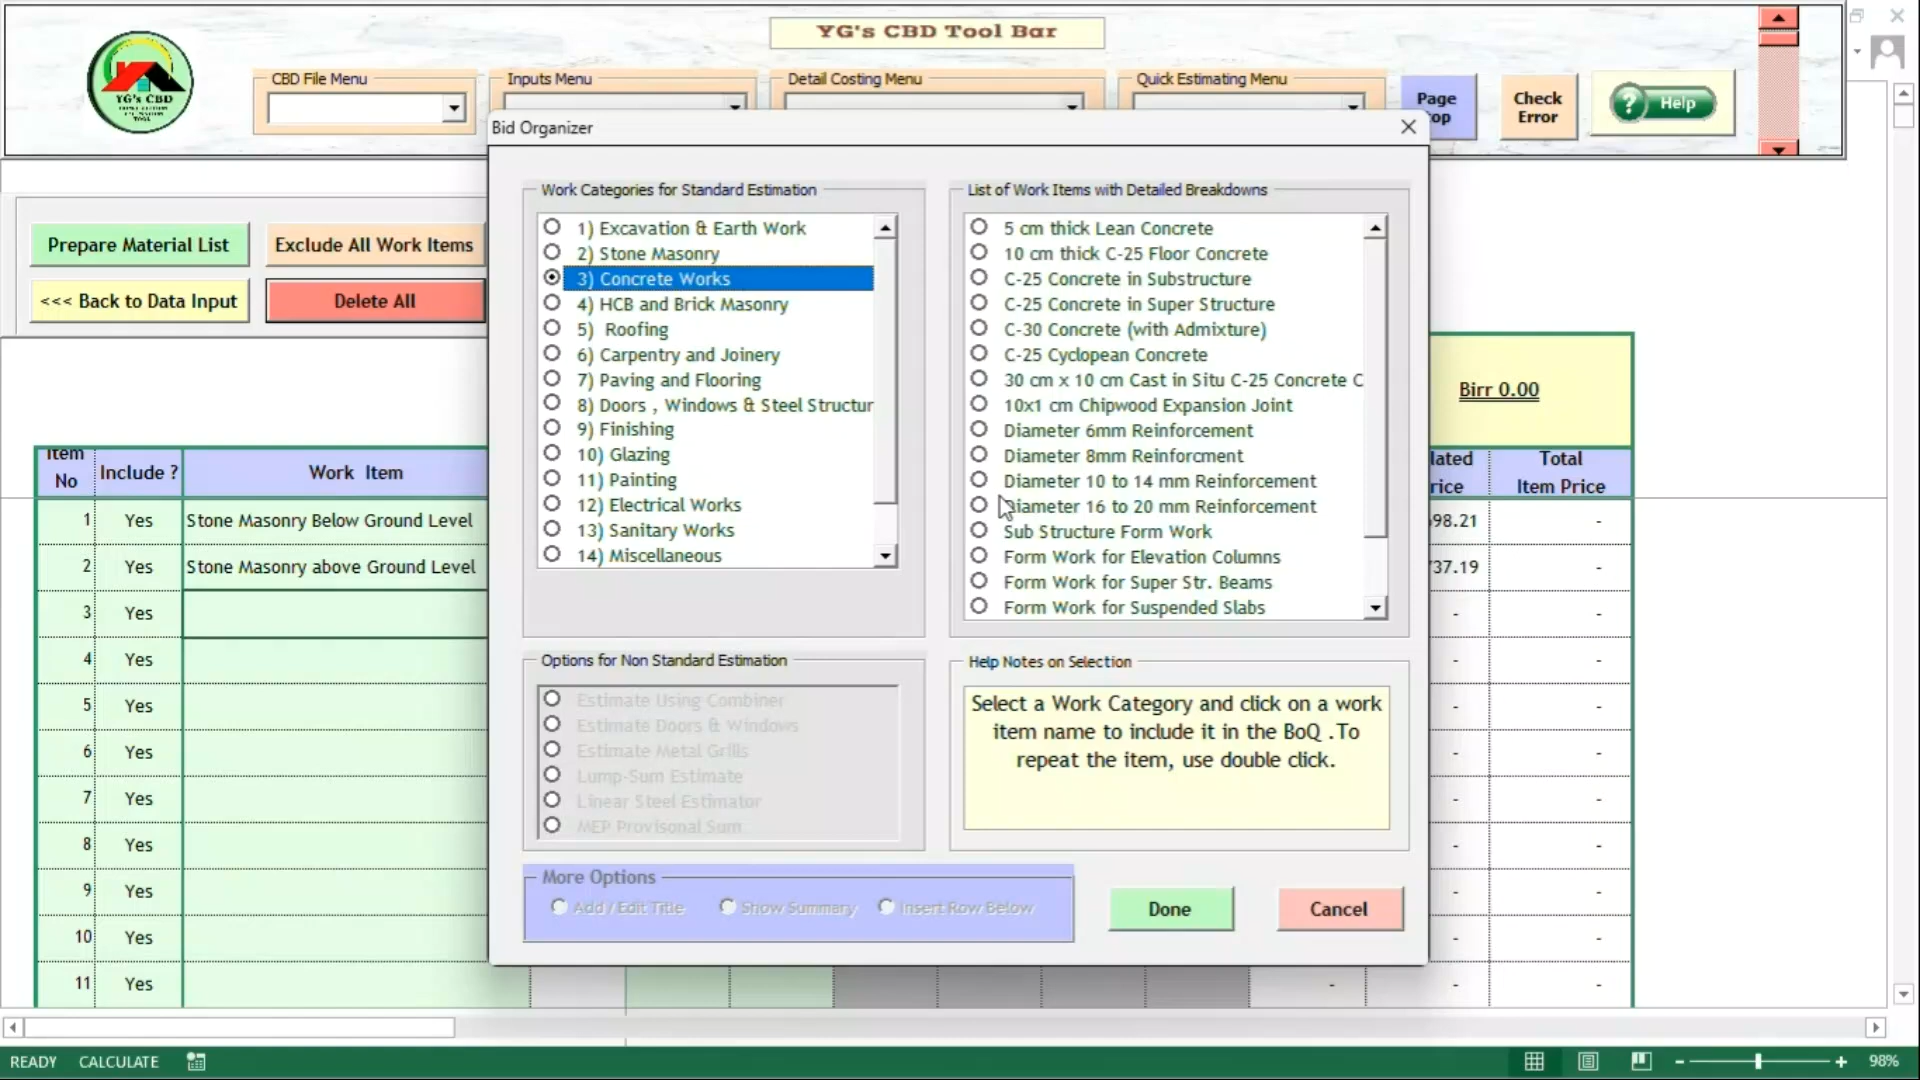 YG's CBD Tool Bar
YG's CBD
CBD File Menu
Inputs Menu
Detail Costing Menu
Quick Estimating Menu
Page
op
Check
Error
? Help
Prepare Material List
Exclude All Work Items
<<< Back to Data Input
Delete All
Bid Organizer
Work Categories for Standard Estimation
1) Excavation & Earth Work
2) Stone Masonry
3) Concrete Works
4) HCB and Brick Masonry
5) Roofing
6) Carpentry and Joinery
7) Paving and Flooring
8) Doors , Windows & Steel Structur
9) Finishing
10) Glazing
11) Painting
12) Electrical Works
13) Sanitary Works
14) Miscellaneous
List of Work Items with Detailed Breakdowns
5 cm thick Lean Concrete
10 cm thick C-25 Floor Concrete
C-25 Concrete in Substructure
C-25 Concrete in Super Structure
C-30 Concrete (with Admixture)
C-25 Cyclopean Concrete
30 cm x 10 cm Cast in Situ C-25 Concrete C
10x1 cm Chipwood Expansion Joint
Diameter 6mm Reinforcement
Diameter 8mm Reinforcment
Diameter 10 to 14 mm Reinforcement
Diameter 16 to 20 mm Reinforcement
Sub Structure Form Work
Form Work for Elevation Columns
Form Work for Super Str. Beams
Form Work for Suspended Slabs
Options for Non Standard Estimation
Estimate Using Combiner
Estimate Doors & Windows
Estimate Metal Grills
Lump-Sum Estimate
Linear Steel Estimator
MEP Provisonal Sum
Help Notes on Selection
Select a Work Category and click on a work
item name to include it in the BoQ .To
repeat the item, use double click.
More Options
Add / Edit Title
Show Summary
Insert Row Below
Done
Cancel
Birr 0.00
Item
No
Include ?
Work Item
lated
rice
Total
Item Price
1 Yes Stone Masonry Below Ground Level 98.21 -
2 Yes Stone Masonry above Ground Level 737.19 -
3 Yes - -
4 Yes - -
5 Yes - -
6 Yes - -
7 Yes - -
8 Yes - -
9 Yes - -
10 Yes - -
11 Yes - - -
READY CALCULATE
98%